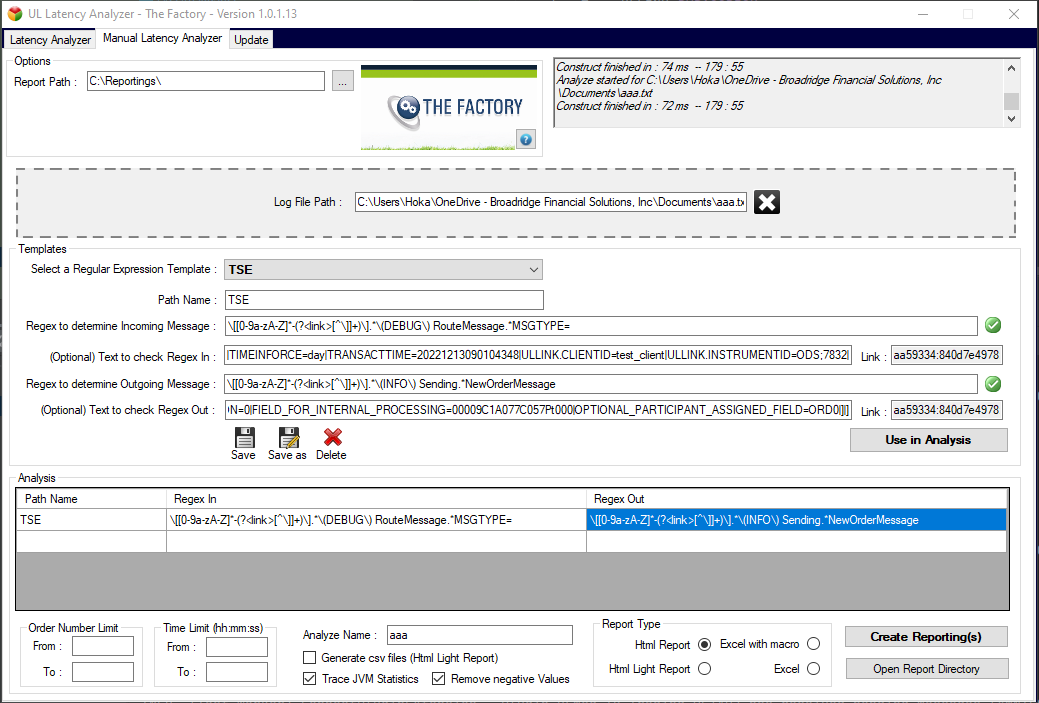 UL Latency Analyzer - The Factory - Version 1.0.1.13
Latency Analyzer
Manual Latency Analyzer
Update
Options
Report Path :
C:\Reportings\
...
THE FACTORY
?
Construct finished in : 74 ms -- 179 : 55
Analyze started for C:\Users\Hoka\OneDrive - Broadridge Financial Solutions, Inc
\Documents\aaa.txt
Construct finished in : 72 ms -- 179 : 55
Log File Path :
C:\Users\Hoka\OneDrive - Broadridge Financial Solutions, Inc\Documents\aaa.tx
Templates
Select a Regular Expression Template :
TSE
Path Name :
TSE
Regex to determine Incoming Message :
\[[0-9a-zA-Z]*-(?<link>[^\]]+)\].*\(DEBUG\) RouteMessage.*MSGTYPE=
(Optional) Text to check Regex In :
|TIMEINFORCE=day|TRANSACTTIME=20221213090104348|ULLINK.CLIENTID=test_client|ULLINK.INSTRUMENTID=ODS;7832|
Link :
aa59334:840d7e4978
Regex to determine Outgoing Message :
\[[0-9a-zA-Z]*-(?<link>[^\]]+)\].*\(INFO\) Sending.*NewOrderMessage
(Optional) Text to check Regex Out :
N=0|FIELD_FOR_INTERNAL_PROCESSING=00009C1A077C057Pt000|OPTIONAL_PARTICIPANT_ASSIGNED_FIELD=ORD0|]|
Link :
aa59334:840d7e4978
Save
Save as
Delete
Use in Analysis
Analysis
Path Name
Regex In
Regex Out
TSE
\[[0-9a-zA-Z]*-(?<link>[^\]]+)\].*\(DEBUG\) RouteMessage.*MSGTYPE=
\[[0-9a-zA-Z]*-(?<link>[^\]]+)\].*\(INFO\) Sending.*NewOrderMessage
Order Number Limit
From :
To :
Time Limit (hh:mm:ss)
From :
To :
Analyze Name :
aaa
Generate csv files (Html Light Report)
Trace JVM Statistics
Remove negative Values
Report Type
Html Report
Excel with macro
Html Light Report
Excel
Create Reporting(s)
Open Report Directory